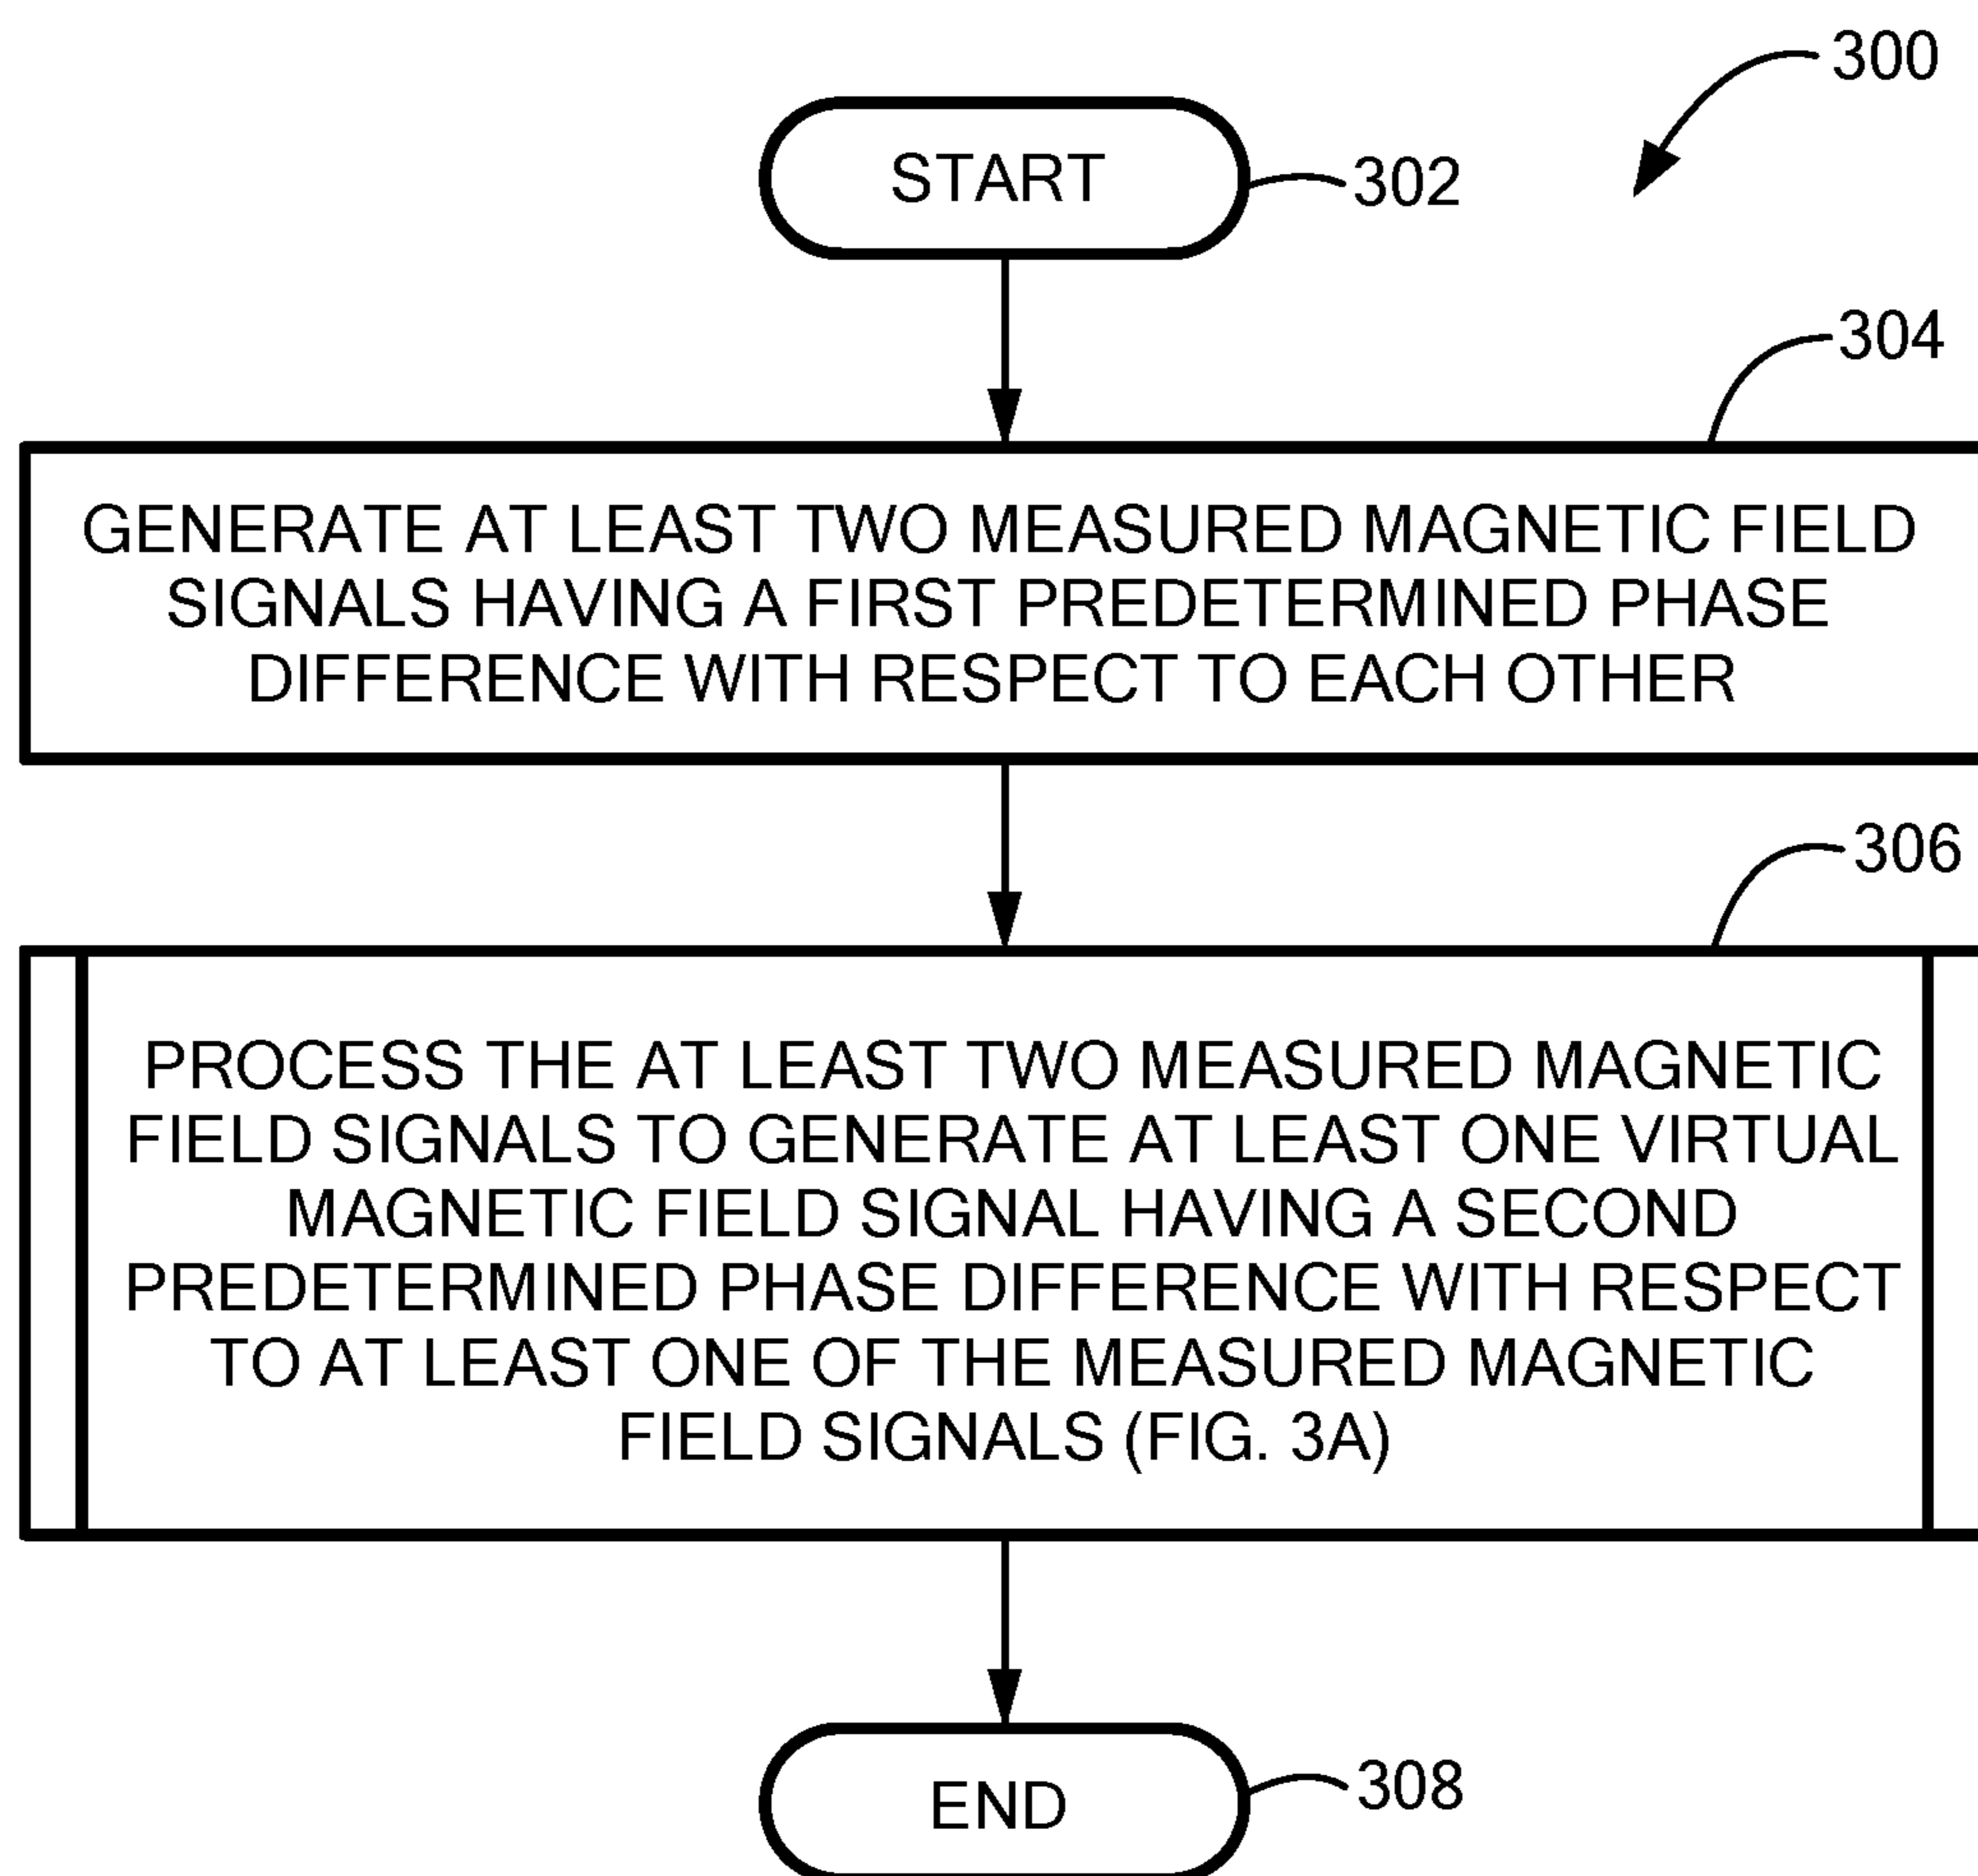 300
START
302
304
GENERATE AT LEAST TWO MEASURED MAGNETIC FIELD
SIGNALS HAVING A FIRST PREDETERMINED PHASE
DIFFERENCE WITH RESPECT TO EACH OTHER
306
PROCESS THE AT LEAST TWO MEASURED MAGNETIC
FIELD SIGNALS TO GENERATE AT LEAST ONE VIRTUAL
MAGNETIC FIELD SIGNAL HAVING A SECOND
PREDETERMINED PHASE DIFFERENCE WITH RESPECT
TO AT LEAST ONE OF THE MEASURED MAGNETIC
FIELD SIGNALS (FIG. 3A)
END
308